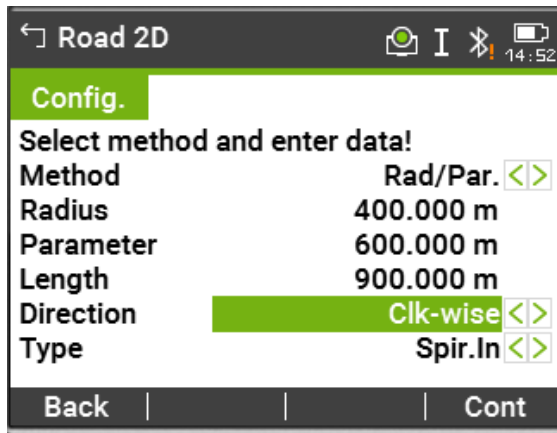 Road 2D
I
14:52
Config.
Select method and enter data!
Method Rad/Par.
Radius 400.000 m
Parameter 600.000 m
Length 900.000 m
Direction Clk-wise
Type Spir.In
Back Cont